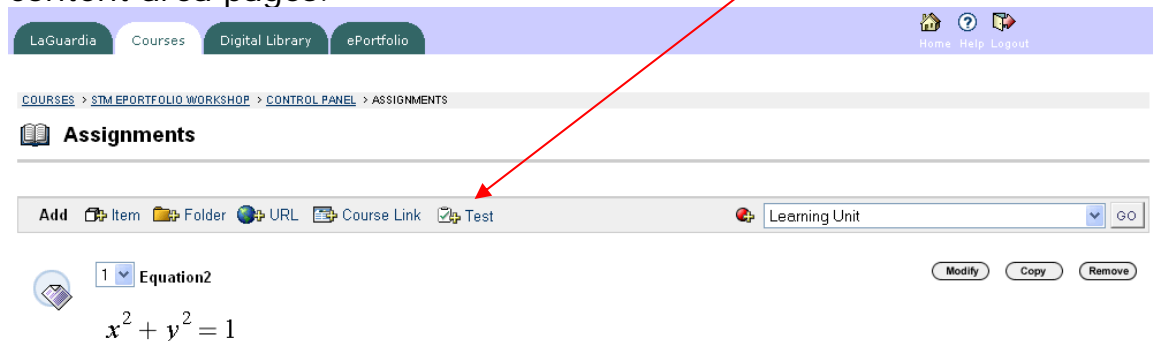 content area pages.
LaGuardia Courses Digital Library ePortfolio
Home Help Logout
COURSES > STM EPORTFOLIO WORKSHOP > CONTROL PANEL > ASSIGNMENTS
Assignments
Add Item Folder URL Course Link Test Learning Unit GO
1 Equation2 Modify Copy Remove
x² + y² = 1